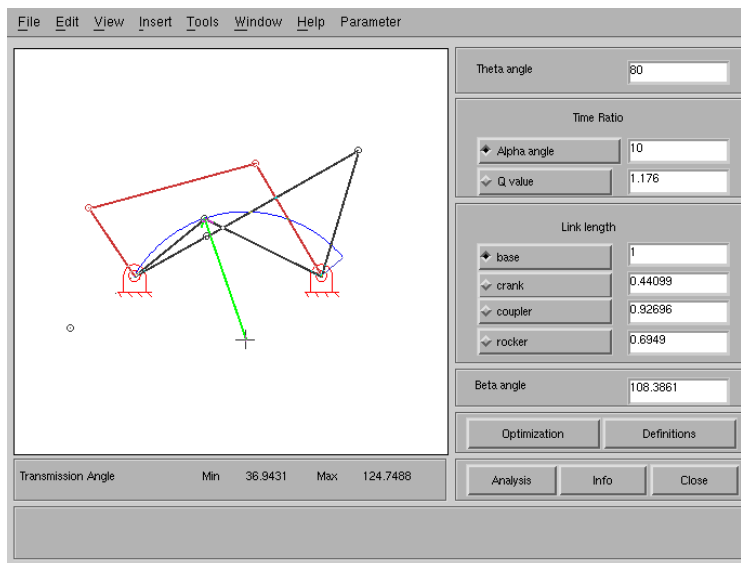 File Edit View Insert Tools Window Help Parameter
Theta angle 80
Time Ratio
Alpha angle 10
Q value 1.176
Link length
base 1
crank 0.44099
coupler 0.92696
rocker 0.6949
Beta angle 108.3861
Optimization Definitions
Transmission Angle Min 36.9431 Max 124.7488
Analysis Info Close